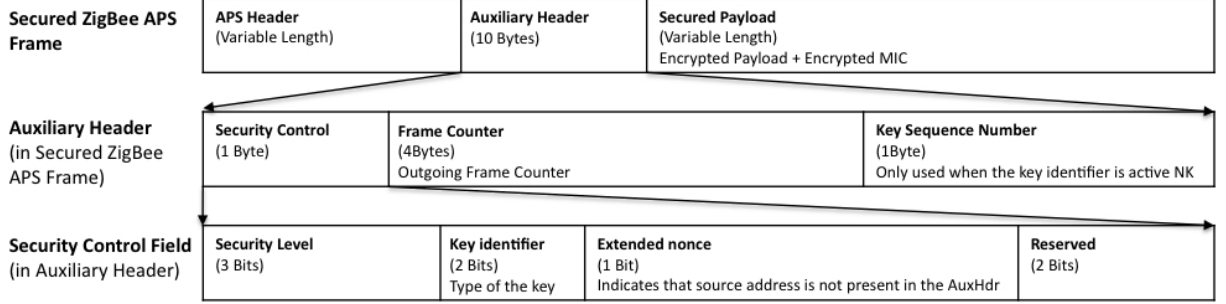 Secured ZigBee APS Frame
APS Header
(Variable Length)
Auxiliary Header
(10 Bytes)
Secured Payload
(Variable Length)
Encrypted Payload + Encrypted MIC
Auxiliary Header
(in Secured ZigBee
APS Frame)
Security Control
(1 Byte)
Frame Counter
(4Bytes)
Outgoing Frame Counter
Key Sequence Number
(1Byte)
Only used when the key identifier is active NK
Security Control Field
(in Auxiliary Header)
Security Level
(3 Bits)
Key identifier
(2 Bits)
Type of the key
Extended nonce
(1 Bit)
Indicates that source address is not present in the AuxHdr
Reserved
(2 Bits)